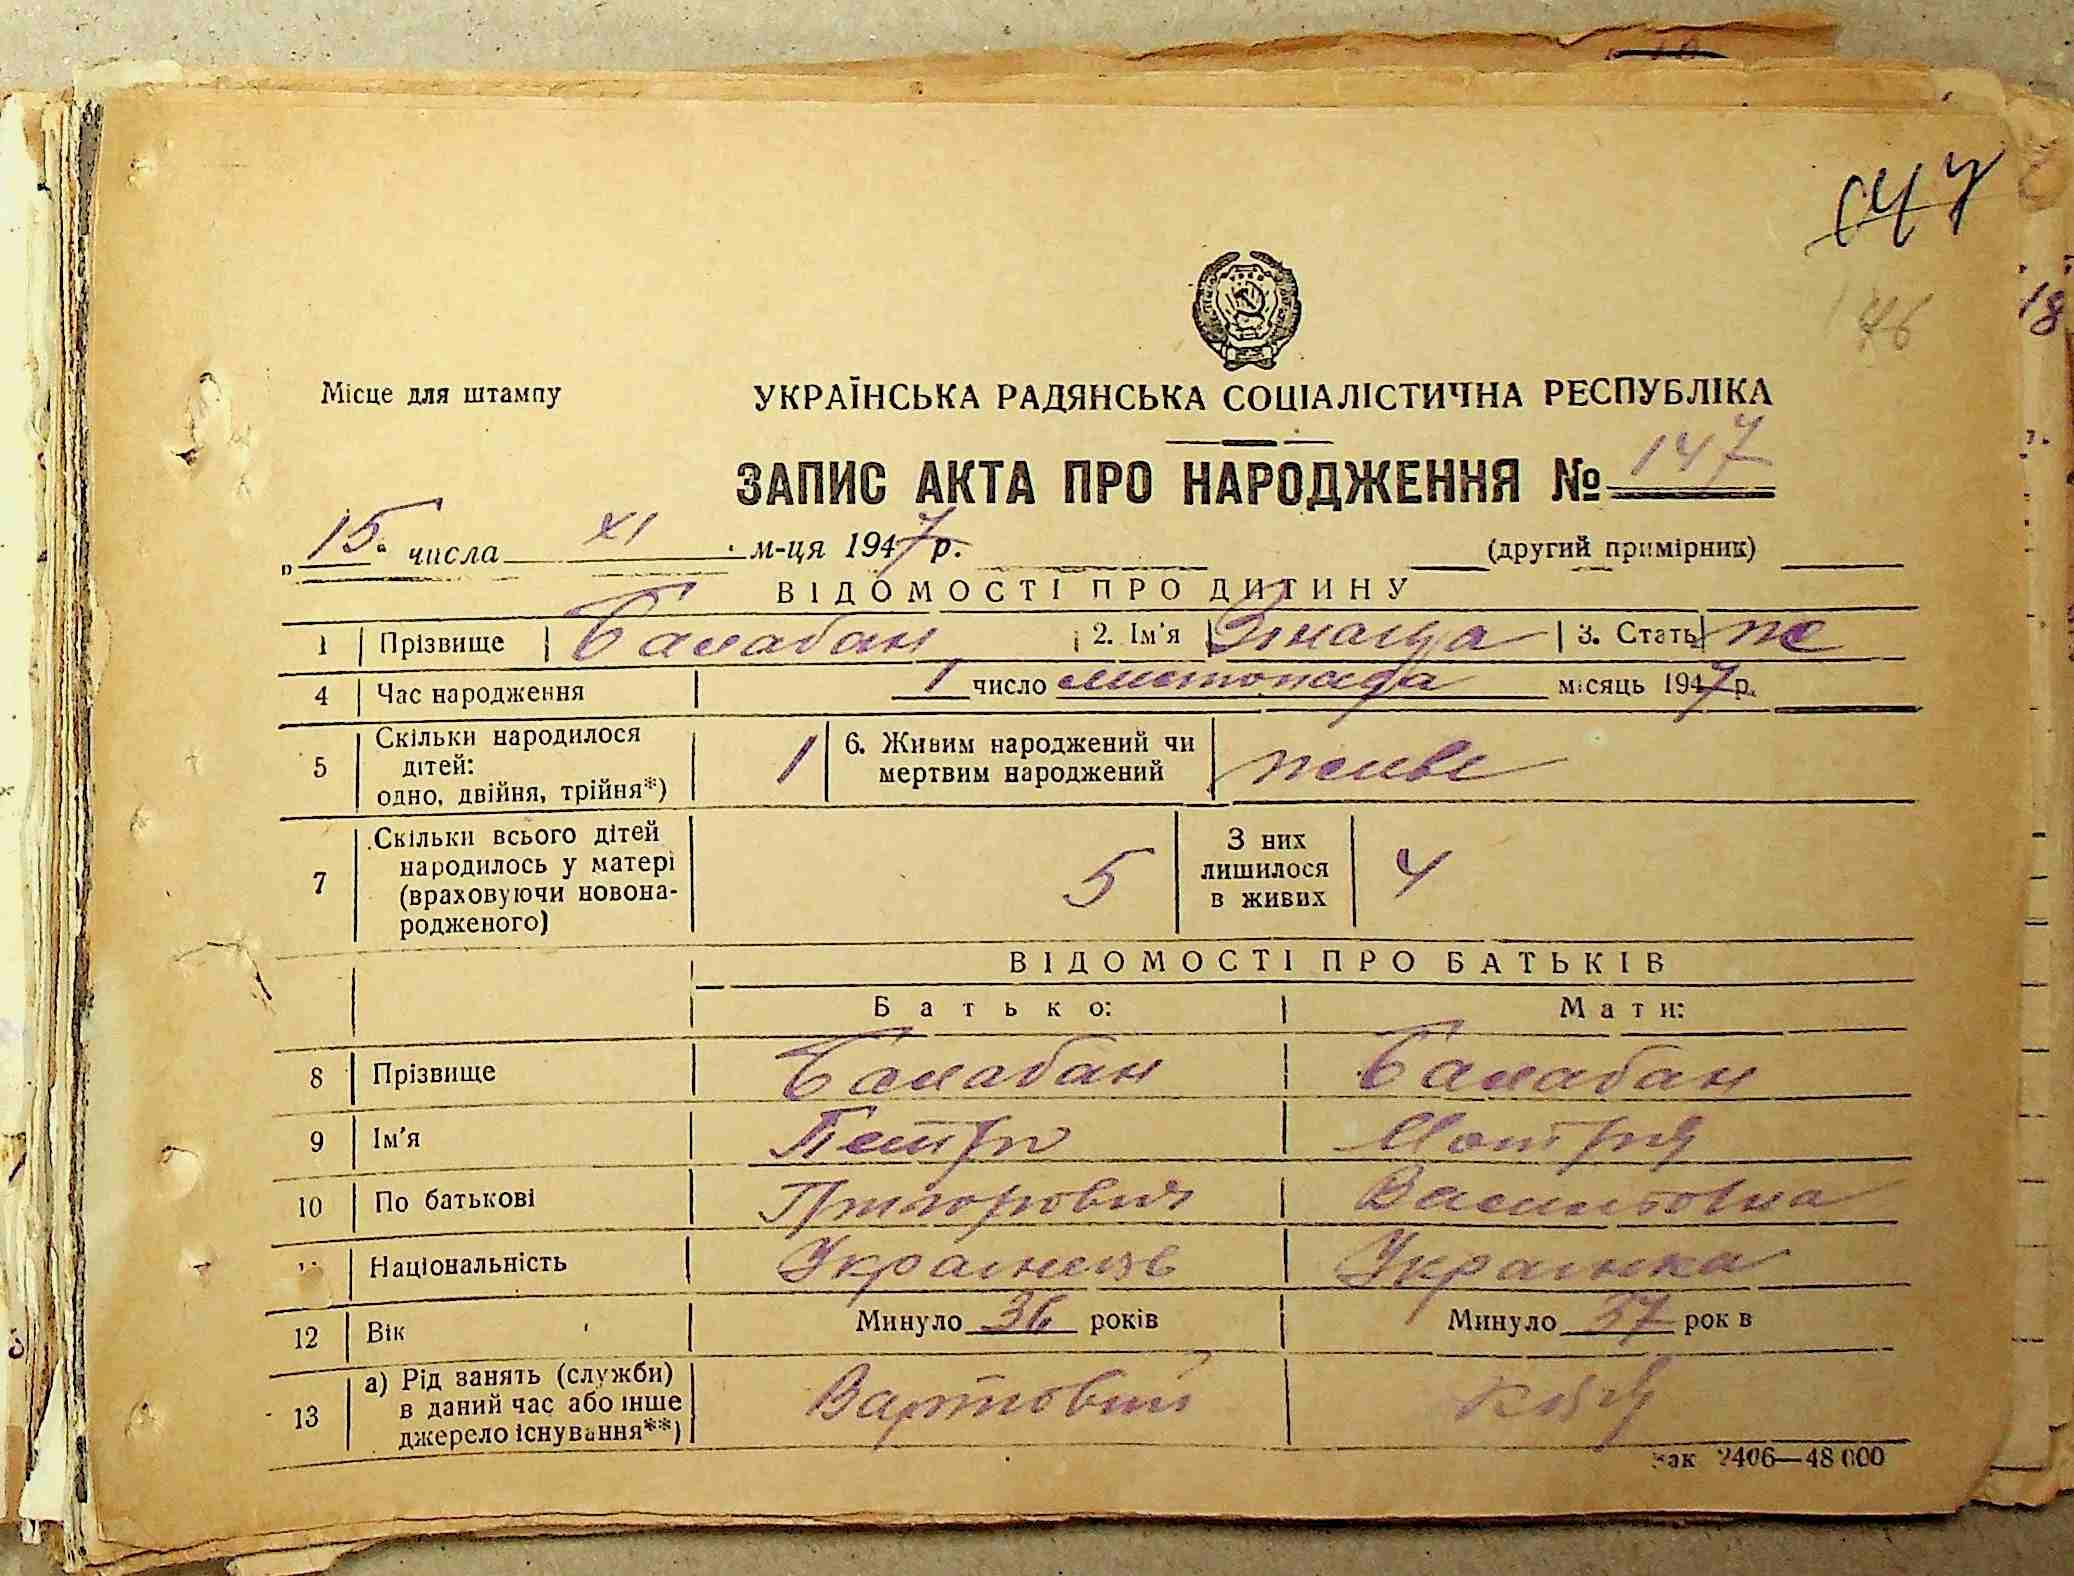 147
146
18
Місце для штампу
УКРАЇНСЬКА РАДЯНСЬКА СОЦІАЛІСТИЧНА РЕСПУБЛІКА
ЗАПИС АКТА ПРО НАРОДЖЕННЯ № 147
„15“ числа XI м-ця 1947 р. (другий примірник)
ВІДОМОСТІ ПРО ДИТИНУ
1 Прізвище Балабан 2. Ім'я Зінаїда 3. Стать ж
4 Час народження 1 число листопада місяць 1947 р.
5 Скільки народилося дітей: одно, двійня, трійня*) 1 6. Живим народжений чи мертвим народжений живе
7 Скільки всього дітей народилось у матері (враховуючи новонародженого) 5 З них лишилося в живих 4
ВІДОМОСТІ ПРО БАТЬКІВ
Батько: Мати:
8 Прізвище Балабан Балабан
9 Ім'я Петро Мотря
10 По батькові Григорович Василівна
11 Національність Українець Українка
12 Вік Минуло 36 років Минуло 37 років
13 а) Рід занять (служби) в даний час або інше джерело існування**) Вартовий
зак 2406—48 000